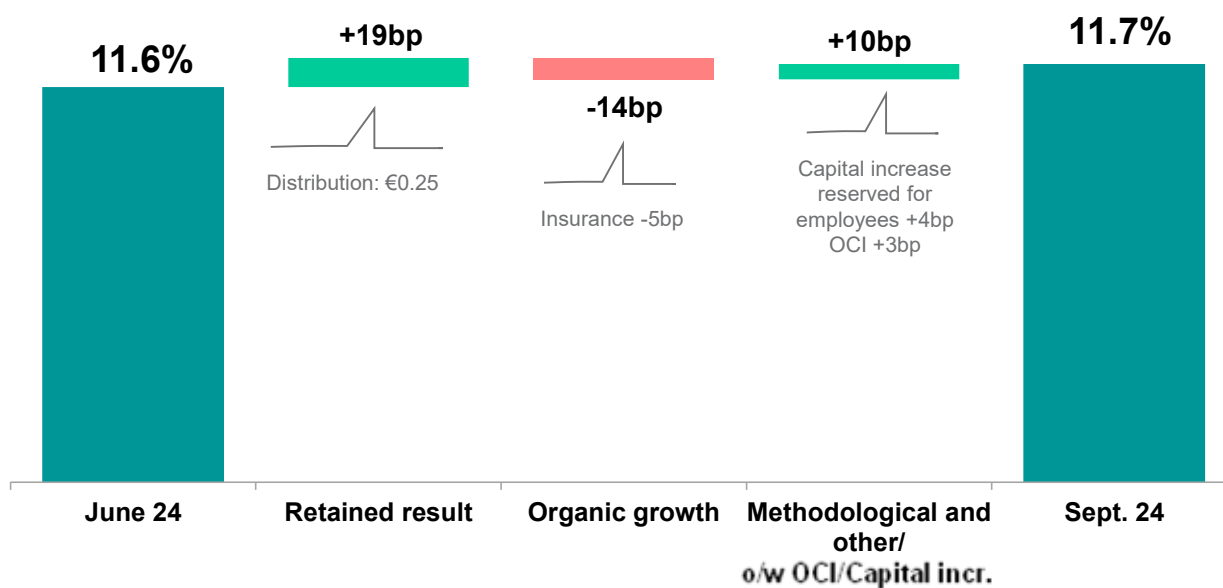 11.6%
+19bp
Distribution: €0.25
-14bp
Insurance -5bp
+10bp
Capital increase
reserved for
employees +4bp
OCI +3bp
11.7%
June 24
Retained result
Organic growth
Methodological and
other/
o/w OCI/Capital incr.
Sept. 24